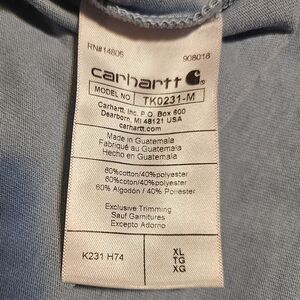 RN#14806 908018
carhartt
MODEL NO. TK0231-M
Carhartt, Inc. P.O. Box 600
Dearborn, MI 48121 USA
carhartt.com
Made in Guatemala
Fabriqué au Guatemala
Hecho en Guatemala
60%cotton/40%polyester
60%coton/40%polyester
60% Algodón / 40% Poliester
Exclusive Trimming
Sauf Garnitures
Excepto Adorno
K231 H74
XL
TG
XG